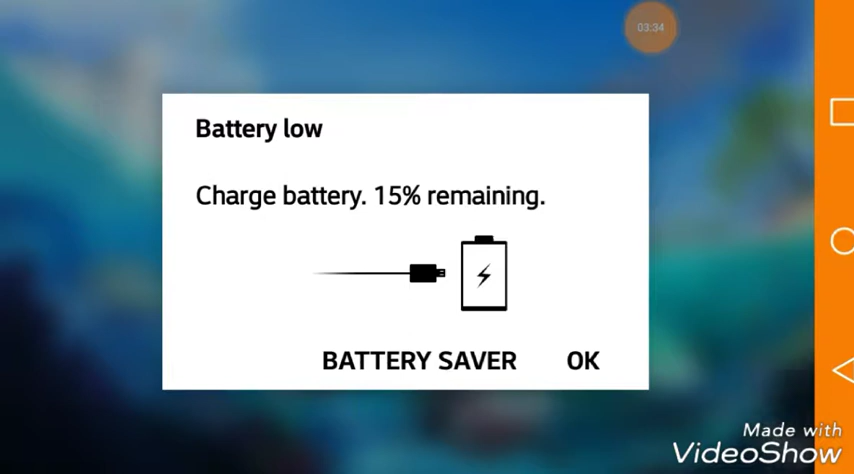 03:34
Battery low
Charge battery. 15% remaining.
BATTERY SAVER OK
Made with
VideoShow